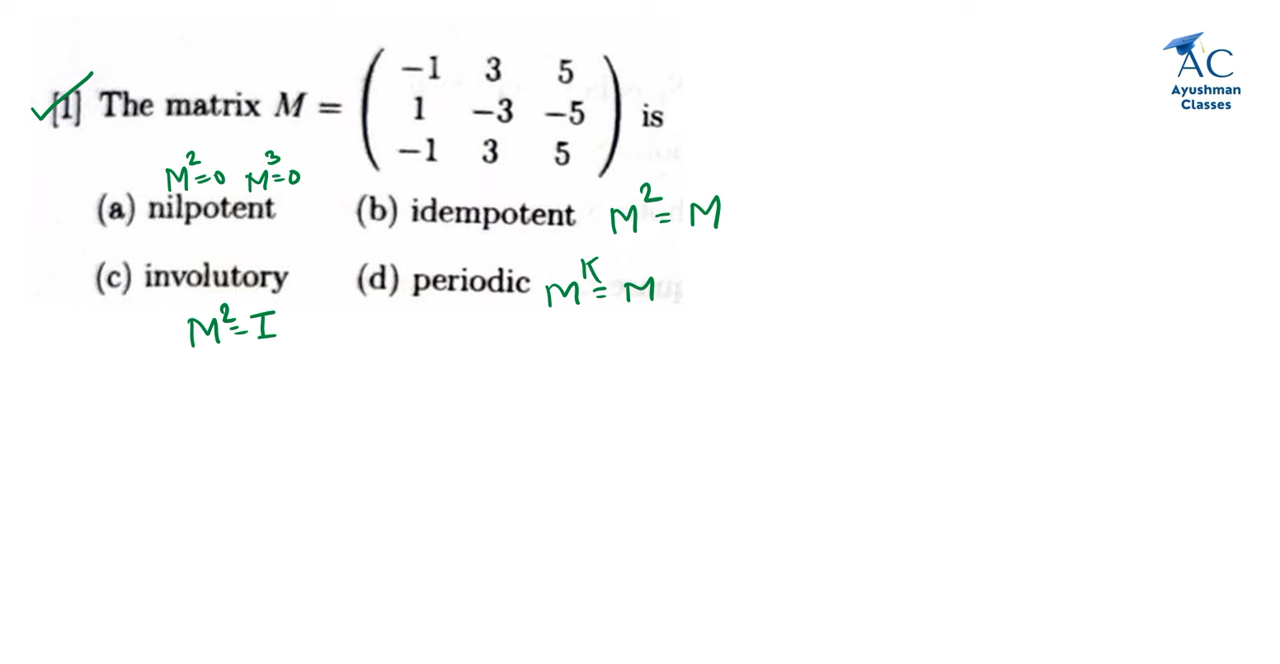 AC
Ayushman
Classes
[1] The matrix M = ( −1 3 5
1 −3 −5
−1 3 5 ) is
M²=0 M³=0
(a) nilpotent (b) idempotent M²=M
(c) involutory (d) periodic Mᴷ=M
M²=I